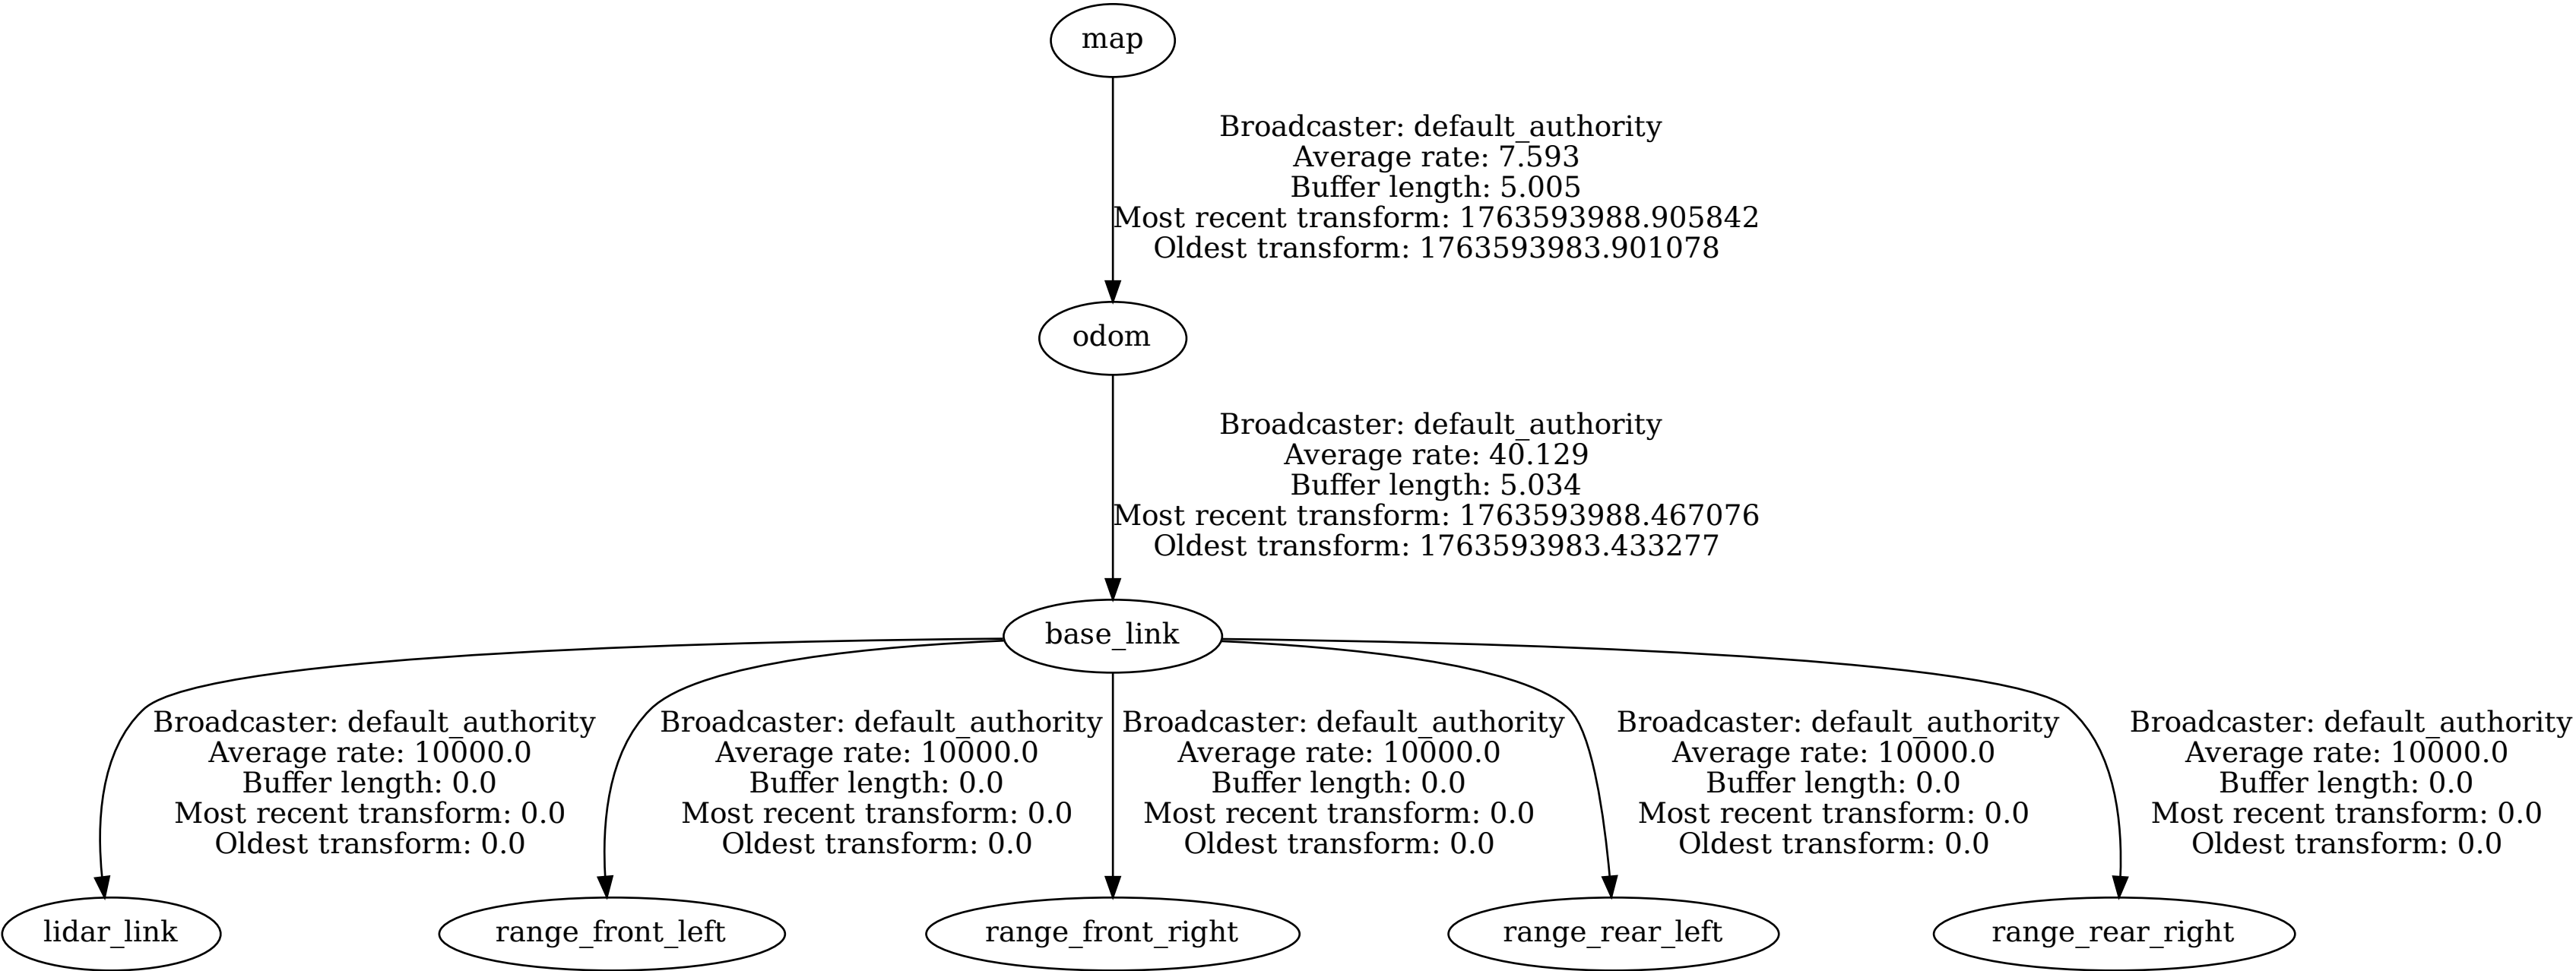 map
Broadcaster: default_authority
Average rate: 7.593
Buffer length: 5.005
Most recent transform: 1763593988.905842
Oldest transform: 1763593983.901078
odom
Broadcaster: default_authority
Average rate: 40.129
Buffer length: 5.034
Most recent transform: 1763593988.467076
Oldest transform: 1763593983.433277
base_link
Broadcaster: default_authority
Average rate: 10000.0
Buffer length: 0.0
Most recent transform: 0.0
Oldest transform: 0.0
Broadcaster: default_authority
Average rate: 10000.0
Buffer length: 0.0
Most recent transform: 0.0
Oldest transform: 0.0
Broadcaster: default_authority
Average rate: 10000.0
Buffer length: 0.0
Most recent transform: 0.0
Oldest transform: 0.0
Broadcaster: default_authority
Average rate: 10000.0
Buffer length: 0.0
Most recent transform: 0.0
Oldest transform: 0.0
Broadcaster: default_authority
Average rate: 10000.0
Buffer length: 0.0
Most recent transform: 0.0
Oldest transform: 0.0
lidar_link
range_front_left
range_front_right
range_rear_left
range_rear_right